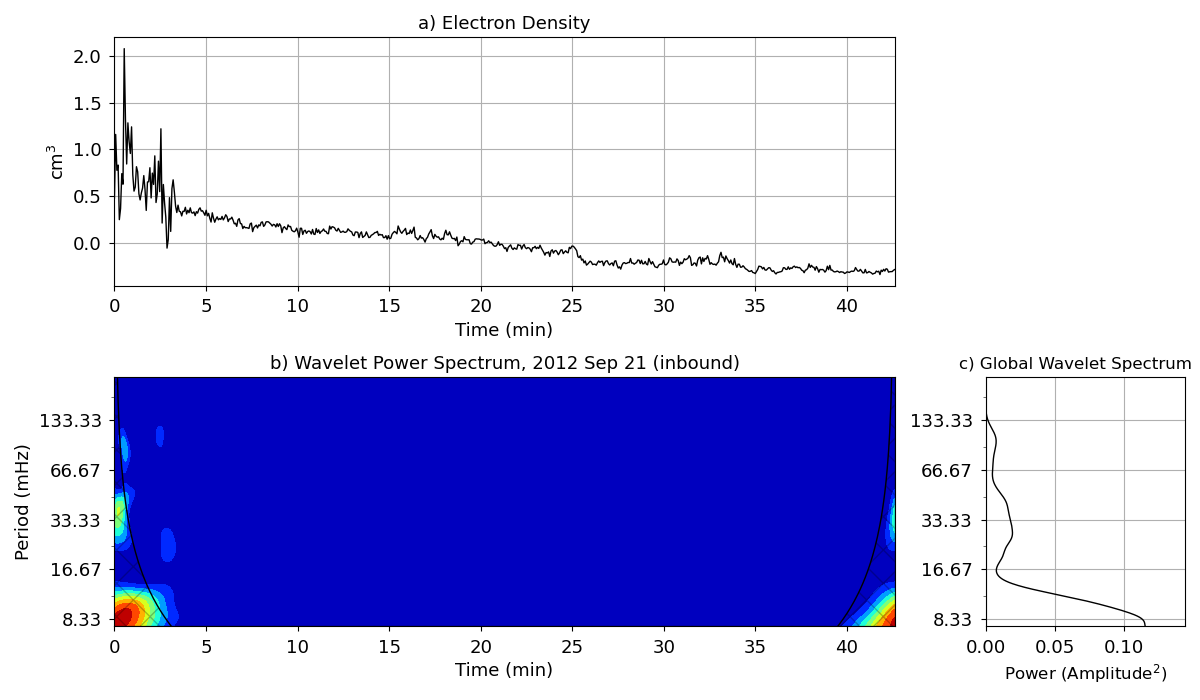 a) Electron Density
2.0
1.5
1.0
0.5
0.0
cm³
0 5 10 15 20 25 30 35 40
Time (min)
b) Wavelet Power Spectrum, 2012 Sep 21 (inbound)
133.33
66.67
33.33
16.67
8.33
Period (mHz)
0 5 10 15 20 25 30 35 40
Time (min)
c) Global Wavelet Spectrum
133.33
66.67
33.33
16.67
8.33
0.00 0.05 0.10
Power (Amplitude²)